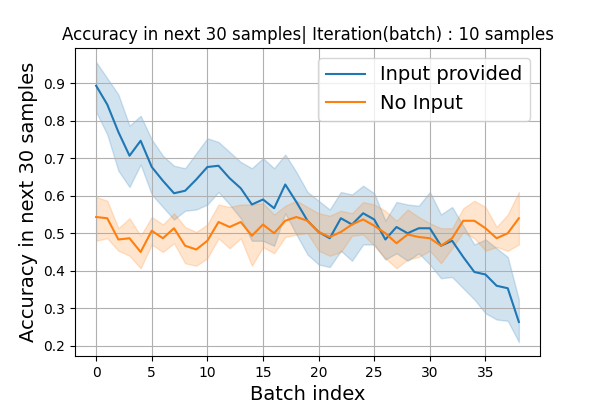 Accuracy in next 30 samples| Iteration(batch) : 10 samples
Input provided
No Input
Accuracy in next 30 samples
0.9
0.8
0.7
0.6
0.5
0.4
0.3
0.2
0 5 10 15 20 25 30 35
Batch index